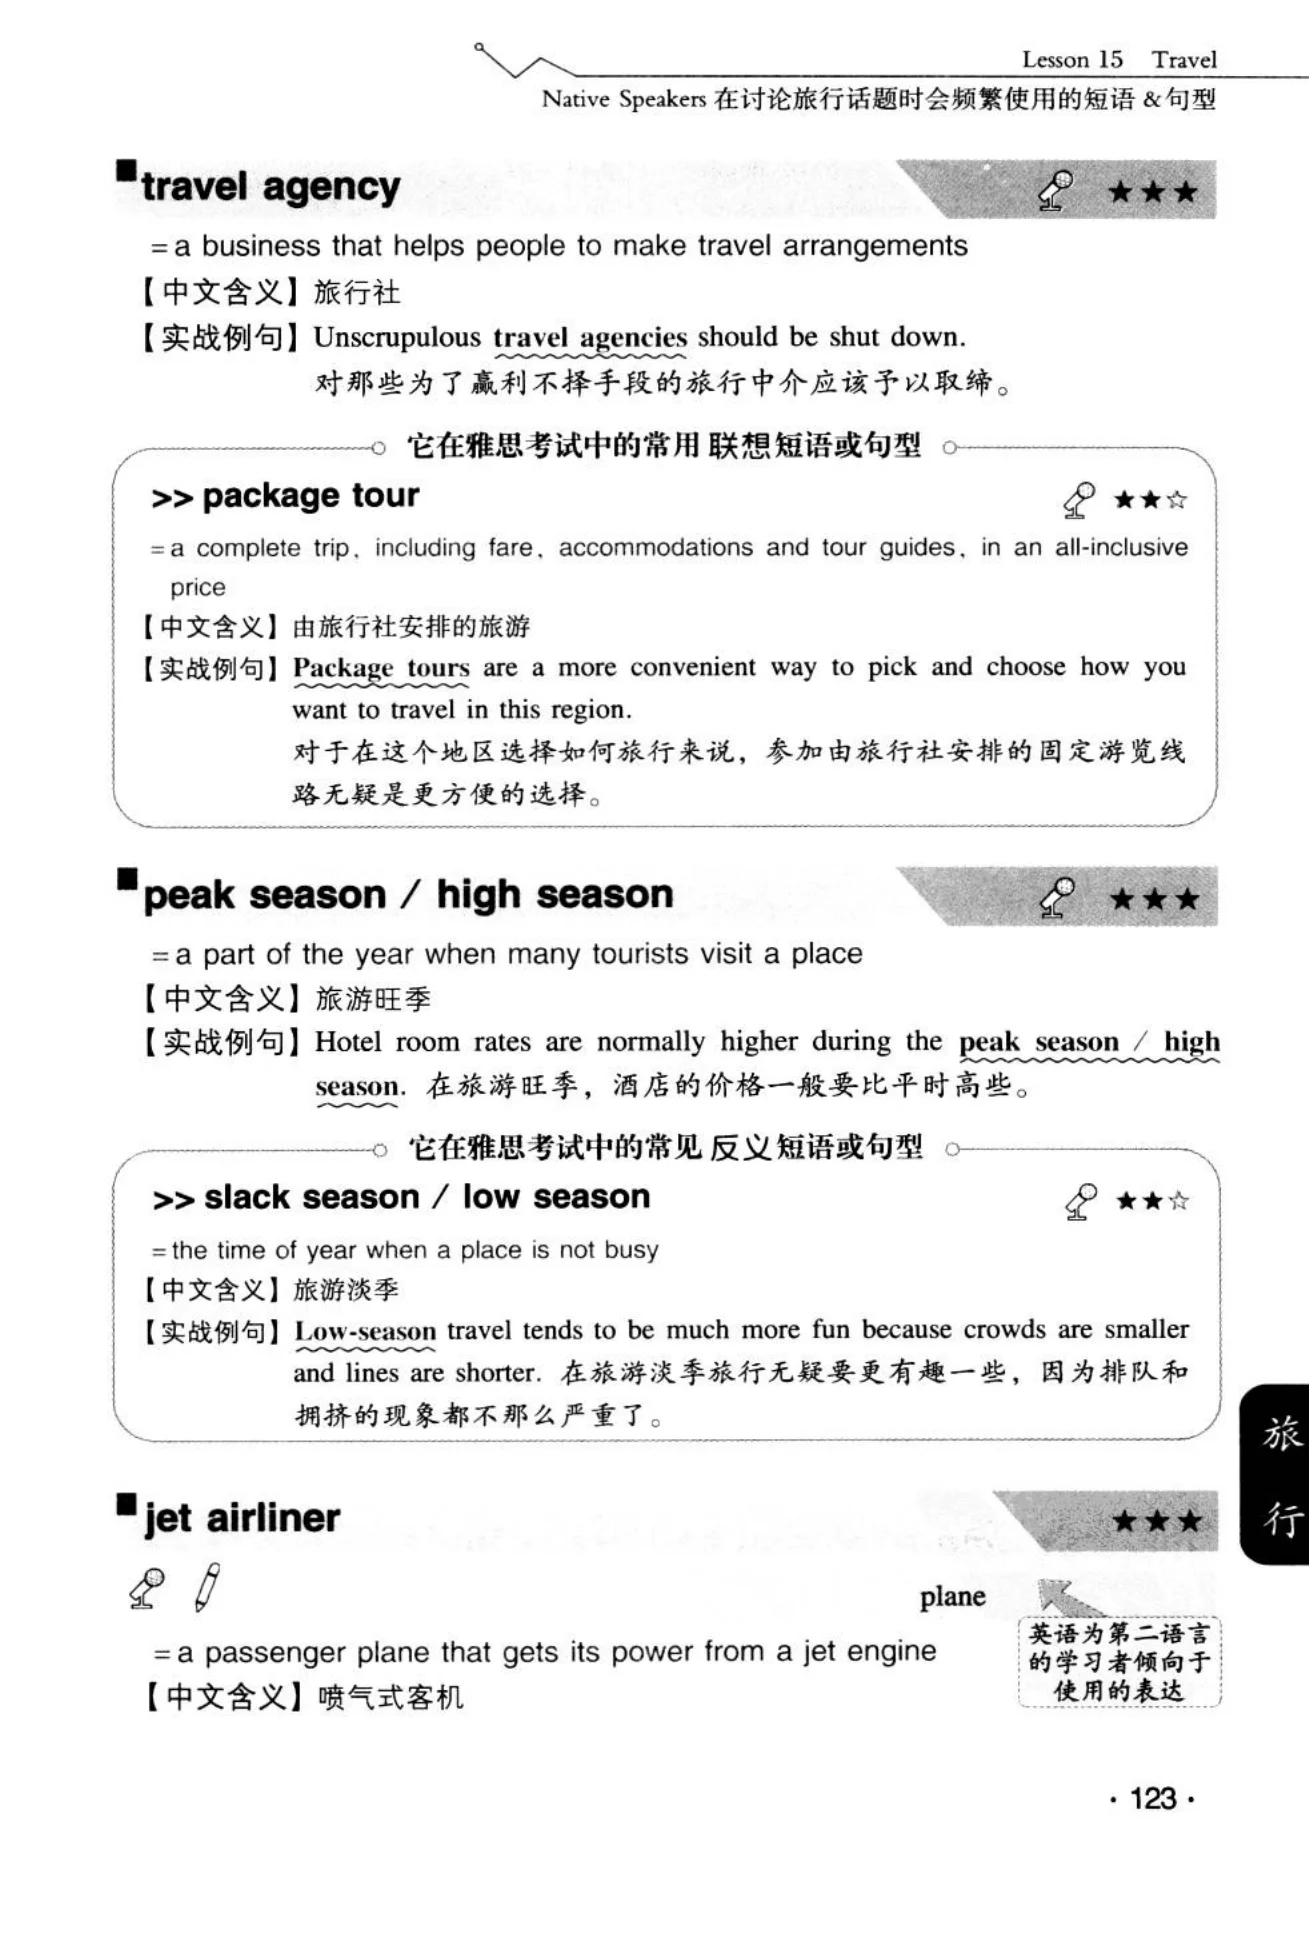 Lesson 15 Travel
Native Speakers 在讨论旅行话题时会频繁使用的短语 & 句型
travel agency ★★★
= a business that helps people to make travel arrangements
【中文含义】旅行社
【实战例句】Unscrupulous travel agencies should be shut down.
对那些为了赢利不择手段的旅行中介应该予以取缔。
它在雅思考试中的常用联想短语或句型
>> package tour ★★☆
= a complete trip, including fare, accommodations and tour guides, in an all-inclusive
price
【中文含义】由旅行社安排的旅游
【实战例句】Package tours are a more convenient way to pick and choose how you
want to travel in this region.
对于在这个地区选择如何旅行来说，参加由旅行社安排的固定游览线
路无疑是更方便的选择。
peak season / high season ★★★
= a part of the year when many tourists visit a place
【中文含义】旅游旺季
【实战例句】Hotel room rates are normally higher during the peak season / high
season. 在旅游旺季，酒店的价格一般要比平时高些。
它在雅思考试中的常见反义短语或句型
>> slack season / low season ★★☆
= the time of year when a place is not busy
【中文含义】旅游淡季
【实战例句】Low-season travel tends to be much more fun because crowds are smaller
and lines are shorter. 在旅游淡季旅行无疑要更有趣一些，因为排队和
拥挤的现象都不那么严重了。
旅
行
jet airliner ★★★
plane
= a passenger plane that gets its power from a jet engine
【中文含义】喷气式客机
英语为第二语言
的学习者倾向于
使用的表达
· 123 ·